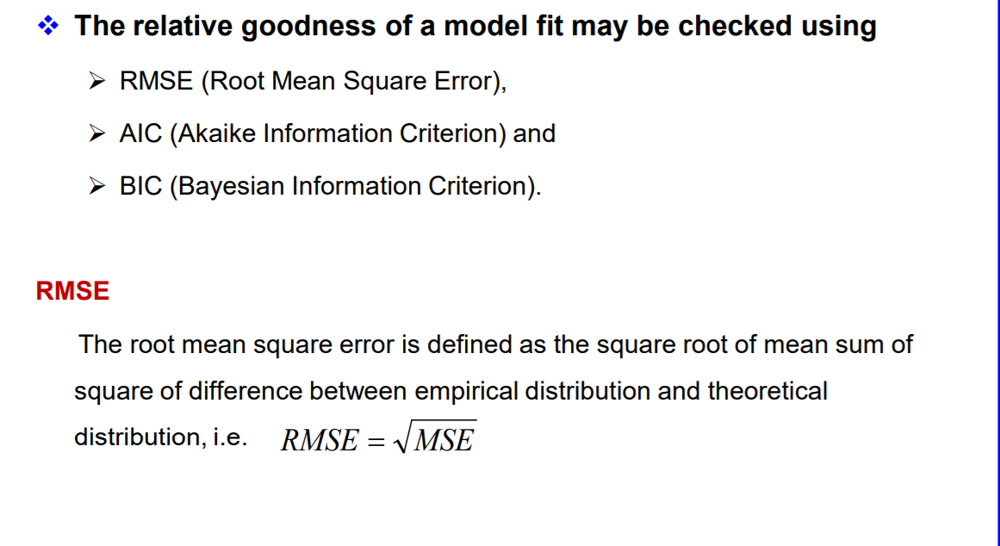 ❖ The relative goodness of a model fit may be checked using
➢ RMSE (Root Mean Square Error),
➢ AIC (Akaike Information Criterion) and
➢ BIC (Bayesian Information Criterion).
RMSE
The root mean square error is defined as the square root of mean sum of
square of difference between empirical distribution and theoretical
distribution, i.e. RMSE = √MSE